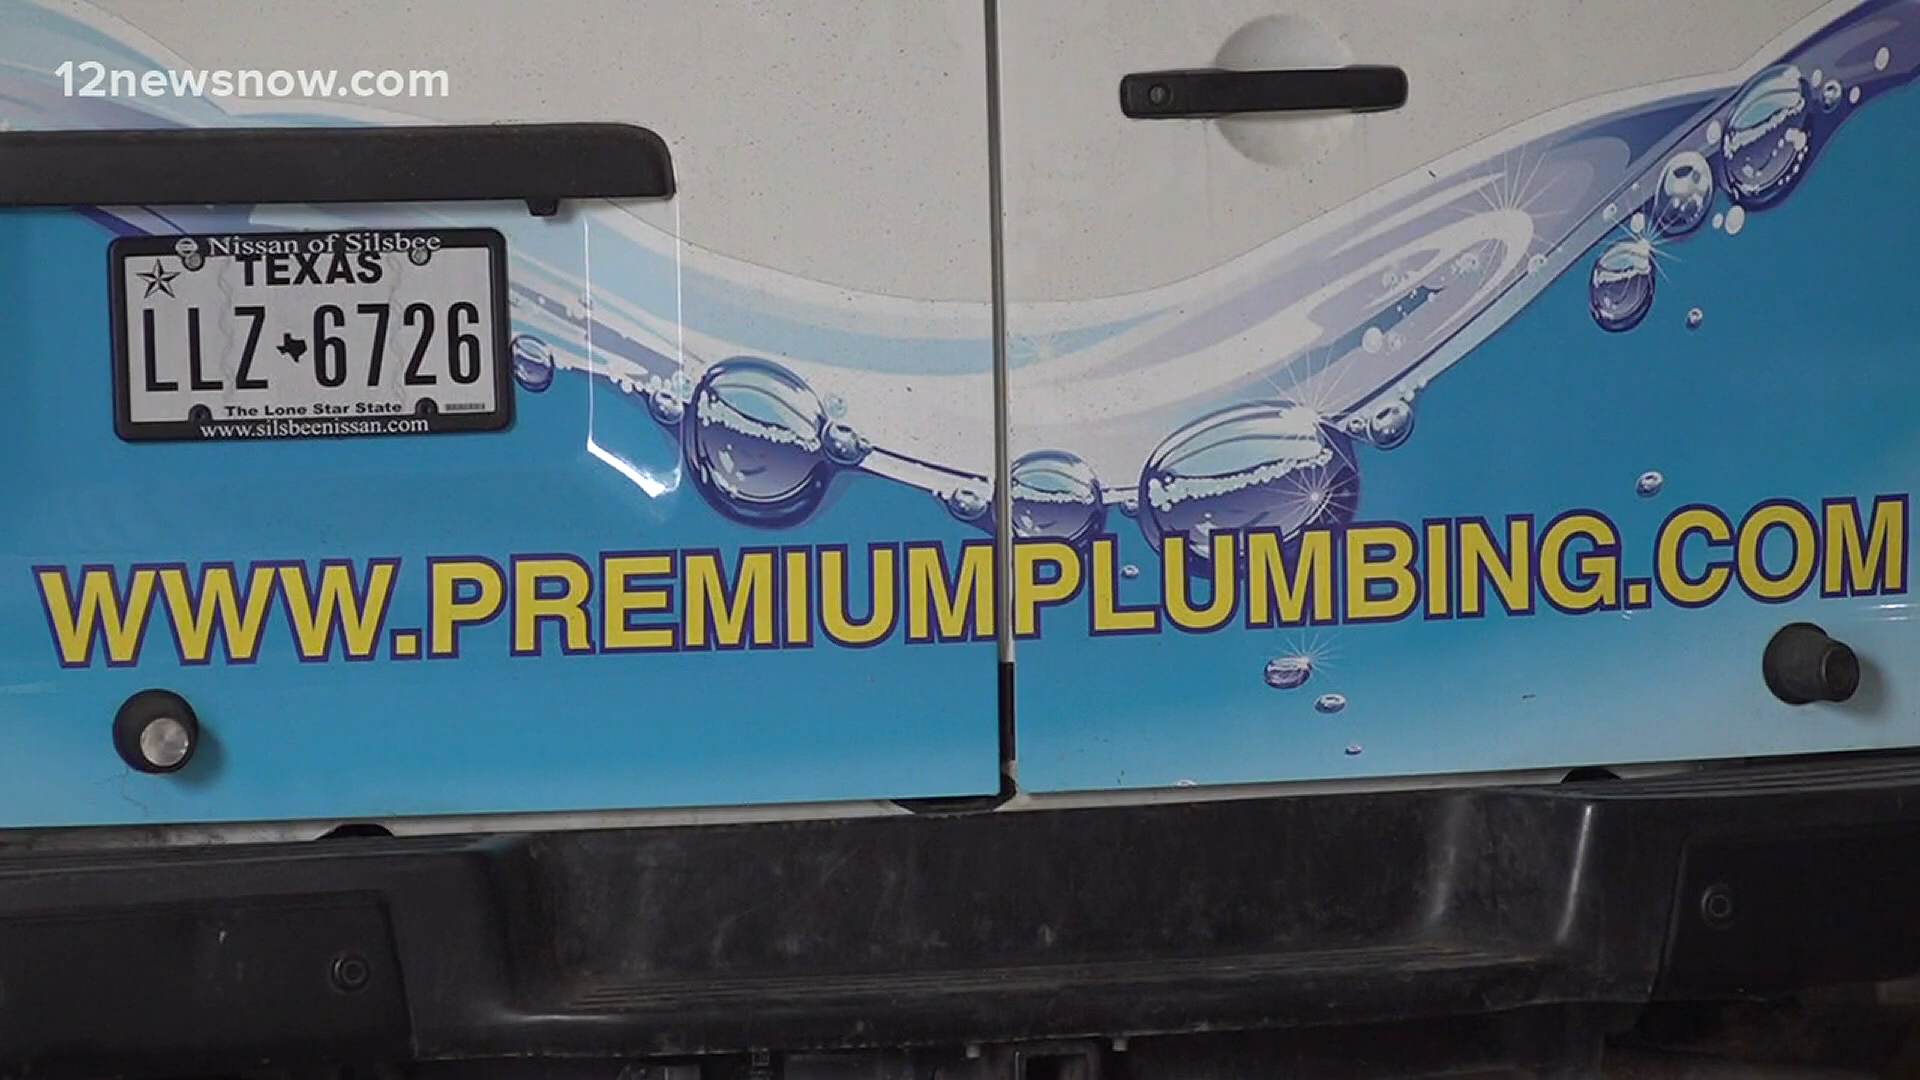 12newsnow.com
Nissan of Silsbee
TEXAS
LLZ 6726
The Lone Star State
www.silsbeenissan.com
WWW.PREMIUMPLUMBING.COM